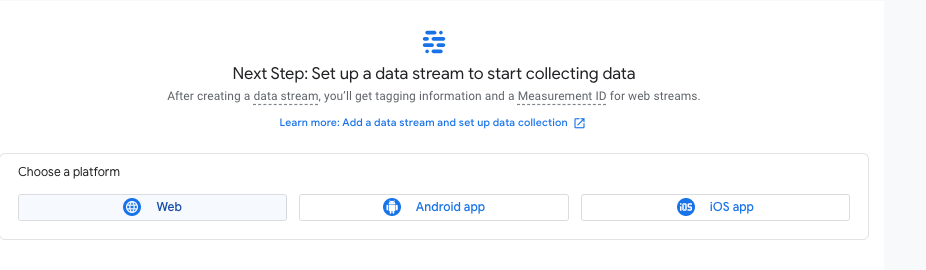 Next Step: Set up a data stream to start collecting data
After creating a data stream, you'll get tagging information and a Measurement ID for web streams.
Learn more: Add a data stream and set up data collection
Choose a platform
Web
Android app
iOS iOS app